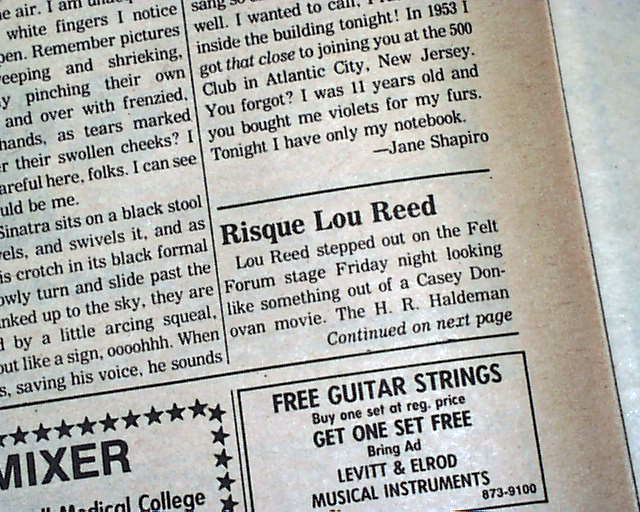 e air. I am
white fingers I notice
pen. Remember pictures
eeping and shrieking,
y pinching their own
and over with frenzied,
hands, as tears marked
r their swollen cheeks? I
areful here, folks. I can see
uld be me.
Sinatra sits on a black stool
vels, and swivels it, and as
is crotch in its black formal
owly turn and slide past the
nked up to the sky, they are
d by a little arcing squeal,
out like a sign, oooohhh. When
s, saving his voice, he sounds
well. I wanted to call,
inside the building tonight! In 1953 I
got that close to joining you at the 500
Club in Atlantic City, New Jersey.
You forgot? I was 11 years old and
you bought me violets for my furs.
Tonight I have only my notebook.
—Jane Shapiro
Risque Lou Reed
Lou Reed stepped out on the Felt
Forum stage Friday night looking
like something out of a Casey Don-
ovan movie. The H. R. Haldeman
Continued on next page
MIXER
Medical College
FREE GUITAR STRINGS
Buy one set at reg. price
GET ONE SET FREE
Bring Ad
LEVITT & ELROD
MUSICAL INSTRUMENTS
873-9100